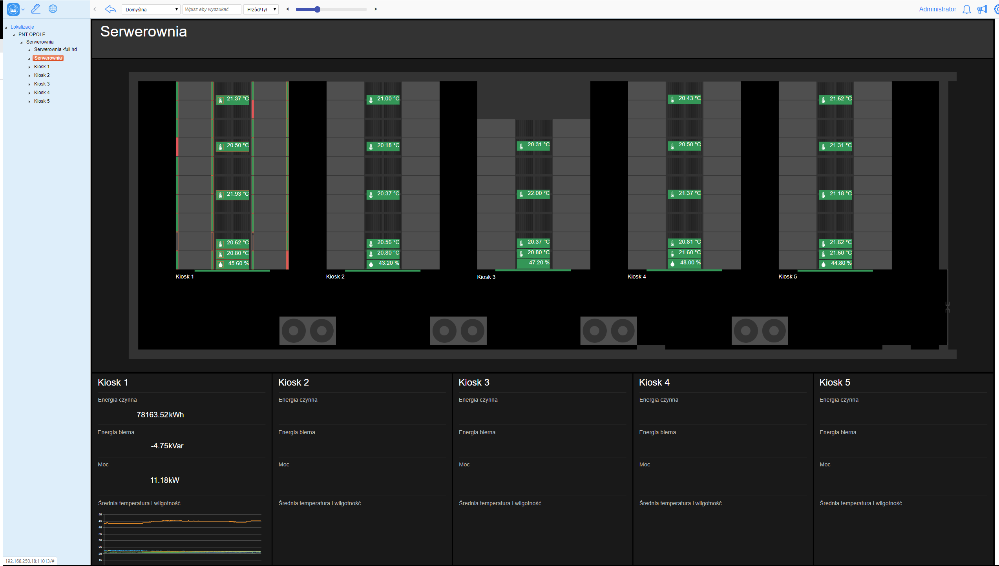 Domyślna
Wpisz aby wyszukać
Przód/Tył
Administrator
Lokalizacje
PNT OPOLE
Serwerownia
Serwerownia -full hd
Serwerownia
Kiosk 1
Kiosk 2
Kiosk 3
Kiosk 4
Kiosk 5
Serwerownia
21.37 °C
21.00 °C
20.43 °C
21.62 °C
20.50 °C
20.18 °C
20.31 °C
20.50 °C
21.31 °C
21.93 °C
20.37 °C
22.00 °C
21.37 °C
21.18 °C
20.62 °C
20.56 °C
20.37 °C
20.81 °C
21.62 °C
20.80 °C
20.80 °C
20.80 °C
21.60 °C
21.60 °C
45.60 %
43.20 %
47.20 %
48.00 %
44.80 %
Kiosk 1
Kiosk 2
Kiosk 3
Kiosk 4
Kiosk 5
Kiosk 1
Energia czynna
78163.52kWh
Energia bierna
-4.75kVar
Moc
11.18kW
Średnia temperatura i wilgotność
50
45
40
35
30
25
20
15
Kiosk 2
Energia czynna
Energia bierna
Moc
Średnia temperatura i wilgotność
Kiosk 3
Energia czynna
Energia bierna
Moc
Średnia temperatura i wilgotność
Kiosk 4
Energia czynna
Energia bierna
Moc
Średnia temperatura i wilgotność
Kiosk 5
Energia czynna
Energia bierna
Moc
Średnia temperatura i wilgotność
192.168.250.18:11013/#